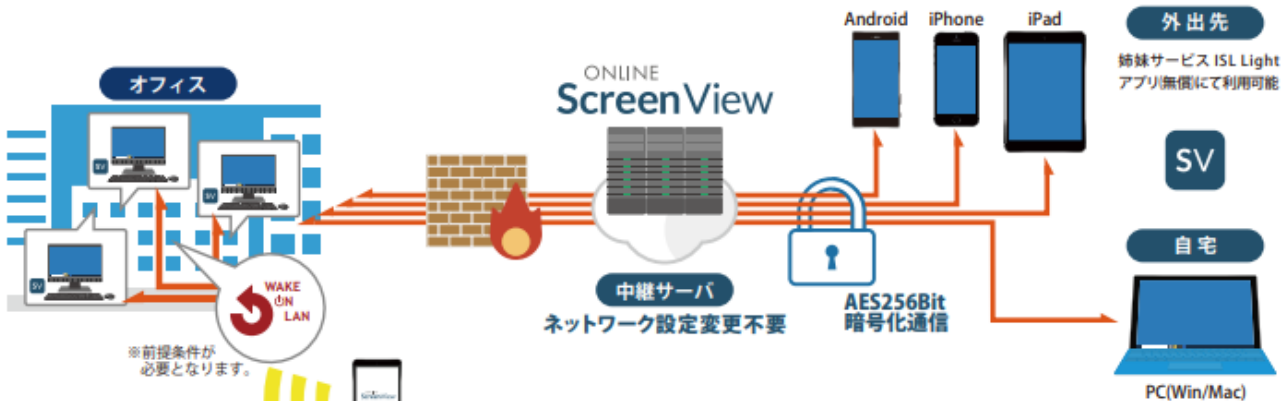 Android
iPhone
iPad
外出先
姉妹サービス ISL Light
アプリ(無償)にて利用可能
オフィス
ONLINE
ScreenView
SV
SV
SV
SV
WAKE
ON
LAN
※前提条件が
必要となります。
中継サーバ
ネットワーク設定変更不要
AES256Bit
暗号化通信
自宅
PC(Win/Mac)
ScreenView